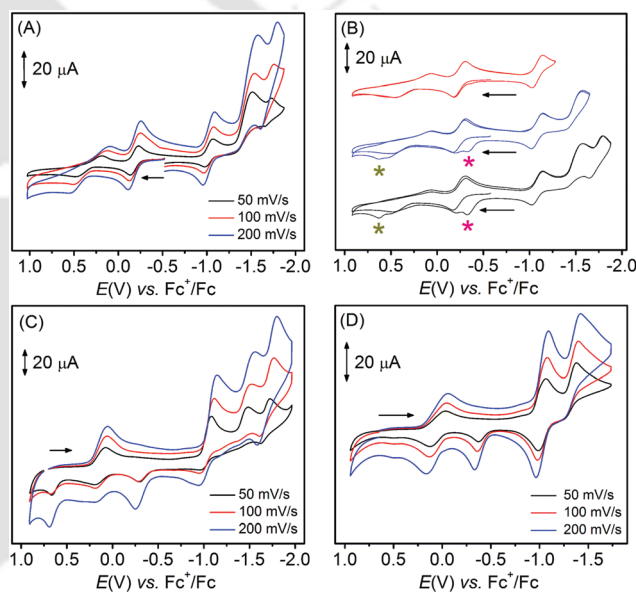 (A)
20 μA
50 mV/s
100 mV/s
200 mV/s
1.0 0.5 0.0 -0.5 -1.0 -1.5 -2.0
E(V) vs. Fc⁺/Fc
(B)
20 μA
*
*
*
*
1.0 0.5 0.0 -0.5 -1.0 -1.5 -2.0
E(V) vs. Fc⁺/Fc
(C)
20 μA
50 mV/s
100 mV/s
200 mV/s
1.0 0.5 0.0 -0.5 -1.0 -1.5 -2.0
E(V) vs. Fc⁺/Fc
(D)
20 μA
50 mV/s
100 mV/s
200 mV/s
1.0 0.5 0.0 -0.5 -1.0 -1.5
E(V) vs. Fc⁺/Fc